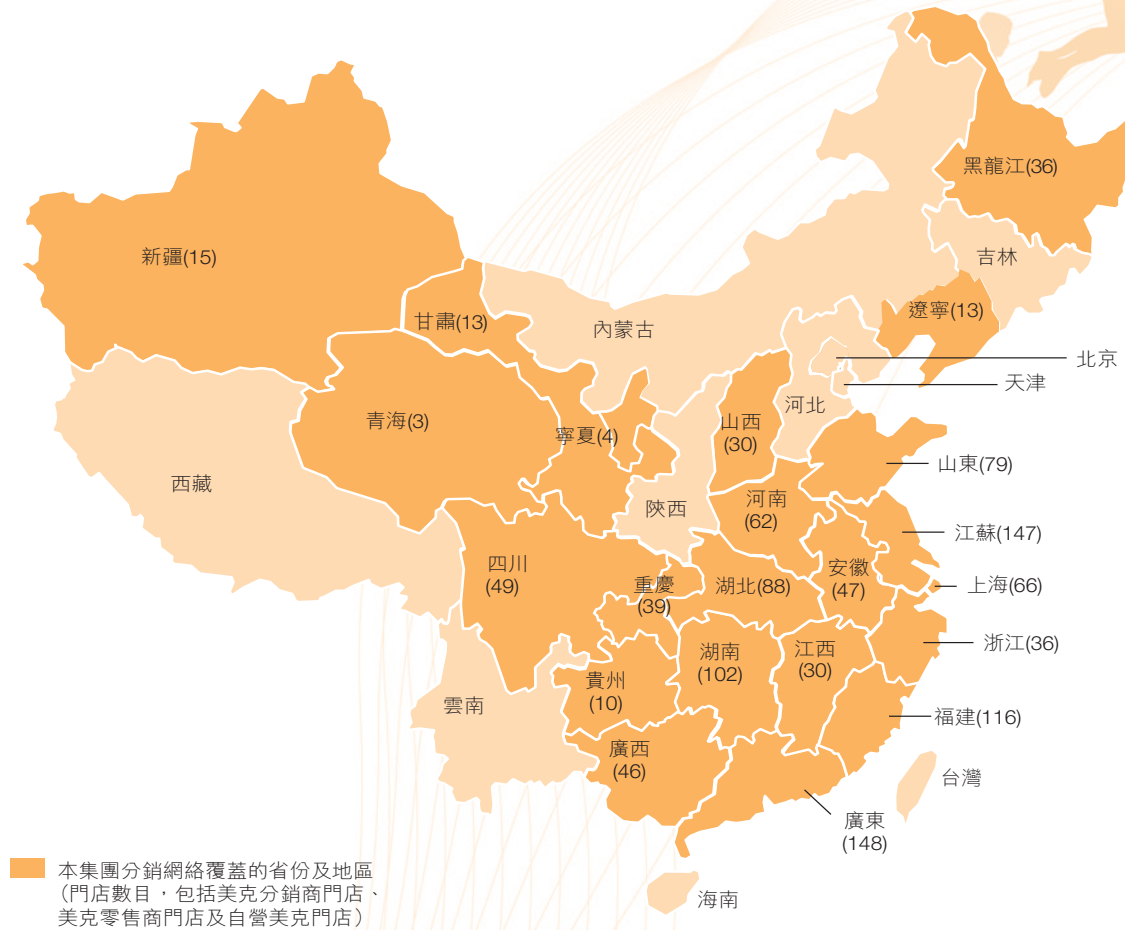 黑龍江(36)
新疆(15)
吉林
遼寧(13)
甘肅(13)
內蒙古
北京
天津
河北
青海(3)
寧夏(4)
山西
(30)
山東(79)
西藏
陝西
河南
(62)
江蘇(147)
四川
(49)
重慶
(39)
湖北(88)
安徽
(47)
上海(66)
浙江(36)
湖南
(102)
江西
(30)
貴州
(10)
雲南
福建(116)
廣西
(46)
台灣
廣東
(148)
海南
本集團分銷網絡覆蓋的省份及地區
(門店數目，包括美克分銷商門店、
美克零售商門店及自營美克門店)